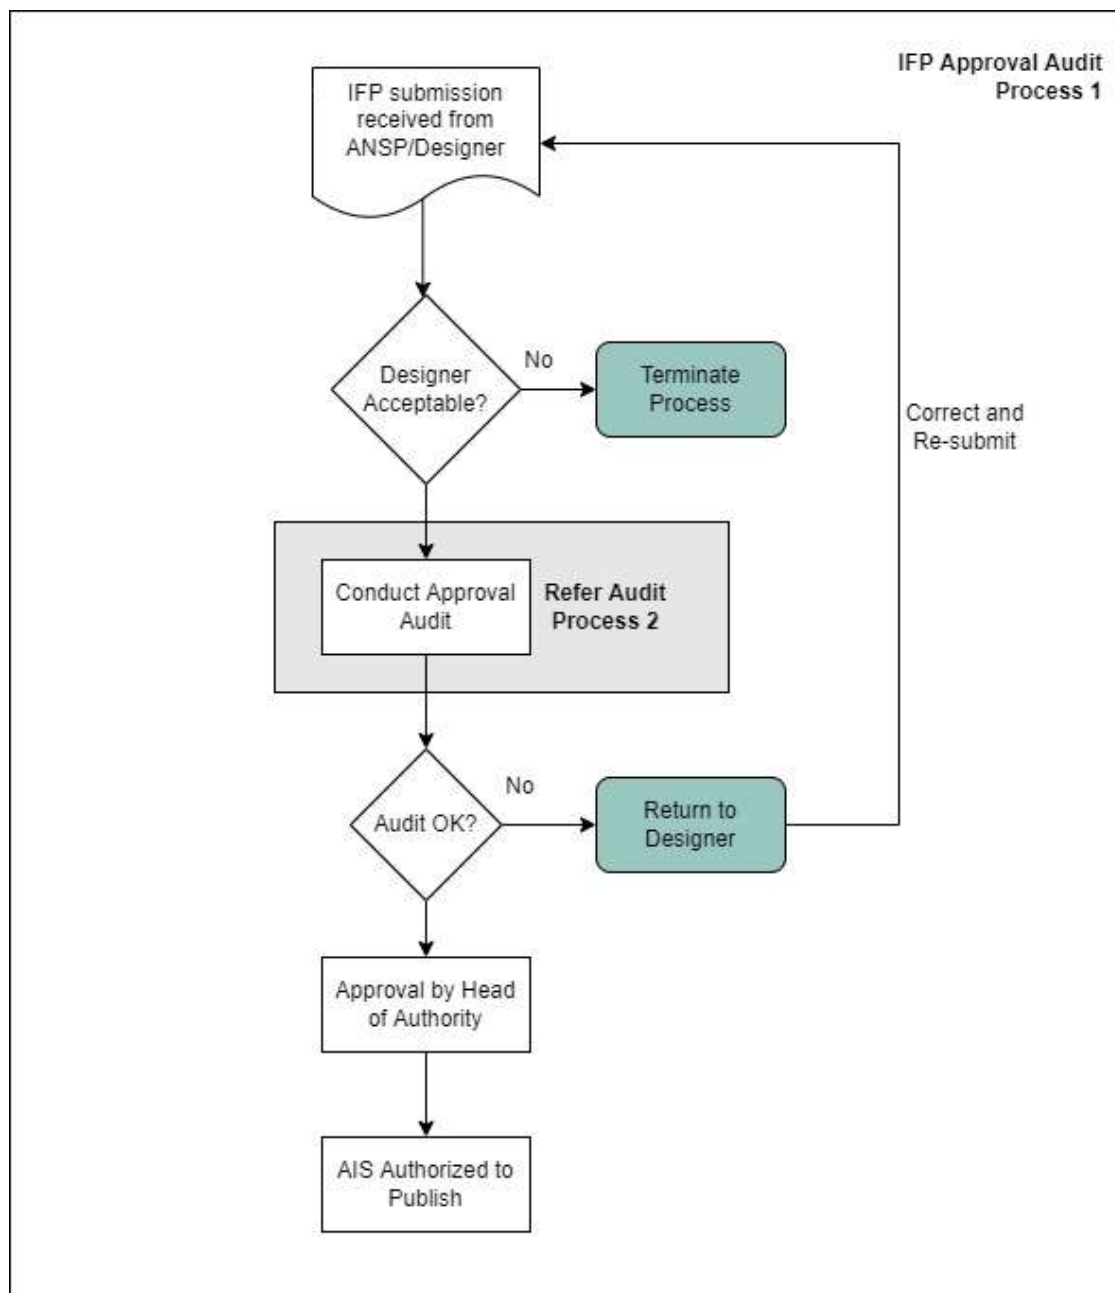 IFP Approval Audit
Process 1
IFP submission
received from
ANSP/Designer
Designer
Acceptable?
No
Terminate
Process
Correct and
Re-submit
Conduct Approval
Audit
Refer Audit
Process 2
Audit OK?
No
Return to
Designer
Approval by Head
of Authority
AIS Authorized to
Publish